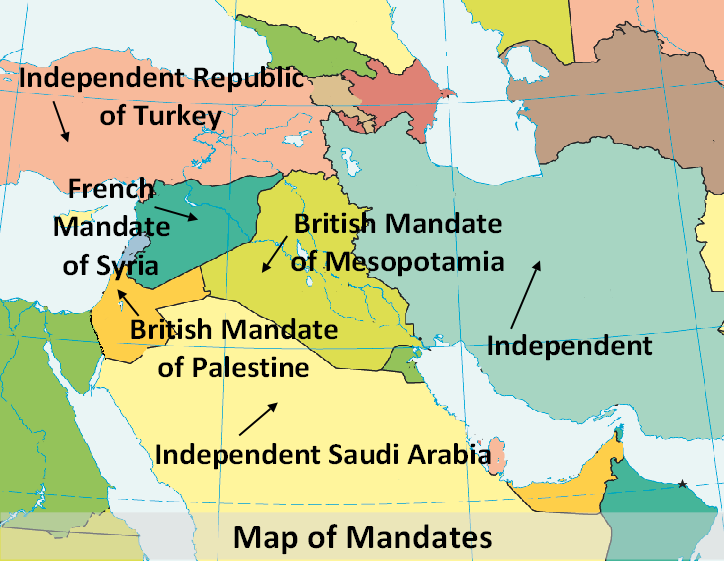 Independent Republic
of Turkey
French
Mandate
of Syria
British Mandate
of Mesopotamia
British Mandate
of Palestine
Independent
Independent Saudi Arabia
Map of Mandates